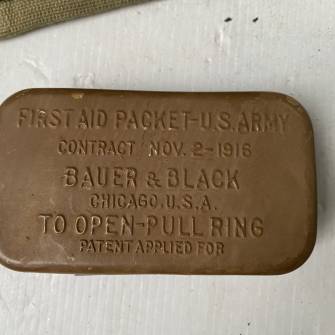 FIRST AID PACKET-U.S. ARMY
CONTRACT NOV. 2-1916
BAUER & BLACK
CHICAGO, U.S.A.
TO OPEN-PULL RING
PATENT APPLIED FOR